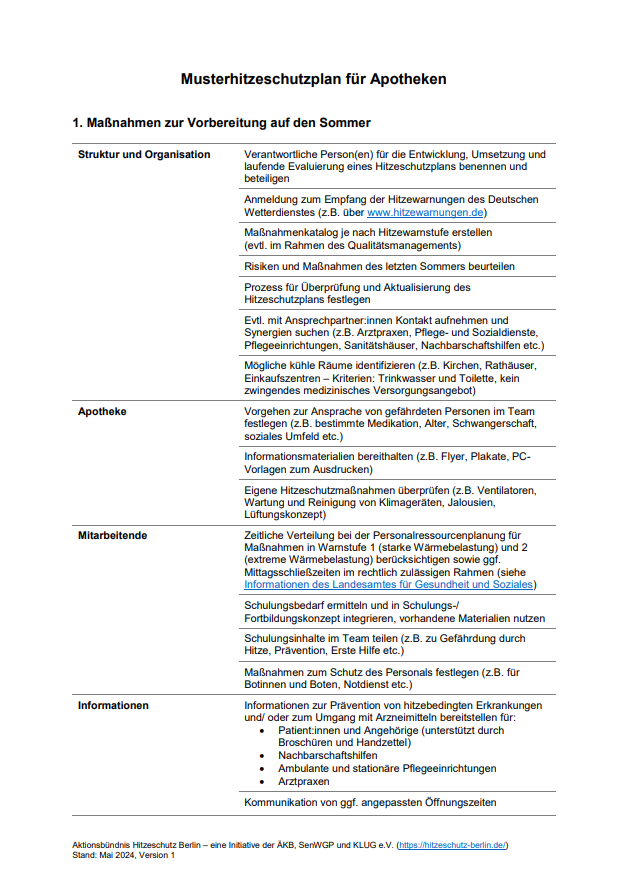 Musterhitzeschutzplan für Apotheken
1. Maßnahmen zur Vorbereitung auf den Sommer
Struktur und Organisation
Verantwortliche Person(en) für die Entwicklung, Umsetzung und
laufende Evaluierung eines Hitzeschutzplans benennen und
beteiligen
Anmeldung zum Empfang der Hitzewarnungen des Deutschen
Wetterdienstes (z.B. über www.hitzewarnungen.de)
Maßnahmenkatalog je nach Hitzewarnstufe erstellen
(evtl. im Rahmen des Qualitätsmanagements)
Risiken und Maßnahmen des letzten Sommers beurteilen
Prozess für Überprüfung und Aktualisierung des
Hitzeschutzplans festlegen
Evtl. mit Ansprechpartner:innen Kontakt aufnehmen und
Synergien suchen (z.B. Arztpraxen, Pflege- und Sozialdienste,
Pflegeeinrichtungen, Sanitätshäuser, Nachbarschaftshilfen etc.)
Mögliche kühle Räume identifizieren (z.B. Kirchen, Rathäuser,
Einkaufszentren – Kriterien: Trinkwasser und Toilette, kein
zwingendes medizinisches Versorgungsangebot)
Apotheke
Vorgehen zur Ansprache von gefährdeten Personen im Team
festlegen (z.B. bestimmte Medikation, Alter, Schwangerschaft,
soziales Umfeld etc.)
Informationsmaterialien bereithalten (z.B. Flyer, Plakate, PC-
Vorlagen zum Ausdrucken)
Eigene Hitzeschutzmaßnahmen überprüfen (z.B. Ventilatoren,
Wartung und Reinigung von Klimageräten, Jalousien,
Lüftungskonzept)
Mitarbeitende
Zeitliche Verteilung bei der Personalressourcenplanung für
Maßnahmen in Warnstufe 1 (starke Wärmebelastung) und 2
(extreme Wärmebelastung) berücksichtigen sowie ggf.
Mittagsschließzeiten im rechtlich zulässigen Rahmen (siehe
Informationen des Landesamtes für Gesundheit und Soziales)
Schulungsbedarf ermitteln und in Schulungs-/
Fortbildungskonzept integrieren, vorhandene Materialien nutzen
Schulungsinhalte im Team teilen (z.B. zu Gefährdung durch
Hitze, Prävention, Erste Hilfe etc.)
Maßnahmen zum Schutz des Personals festlegen (z.B. für
Botinnen und Boten, Notdienst etc.)
Informationen
Informationen zur Prävention von hitzebedingten Erkrankungen
und/ oder zum Umgang mit Arzneimitteln bereitstellen für:
• Patient:innen und Angehörige (unterstützt durch
Broschüren und Handzettel)
• Nachbarschaftshilfen
• Ambulante und stationäre Pflegeeinrichtungen
• Arztpraxen
Kommunikation von ggf. angepassten Öffnungszeiten
Aktionsbündnis Hitzeschutz Berlin – eine Initiative der ÄKB, SenWGP und KLUG e.V. (https://hitzeschutz-berlin.de/)
Stand: Mai 2024, Version 1